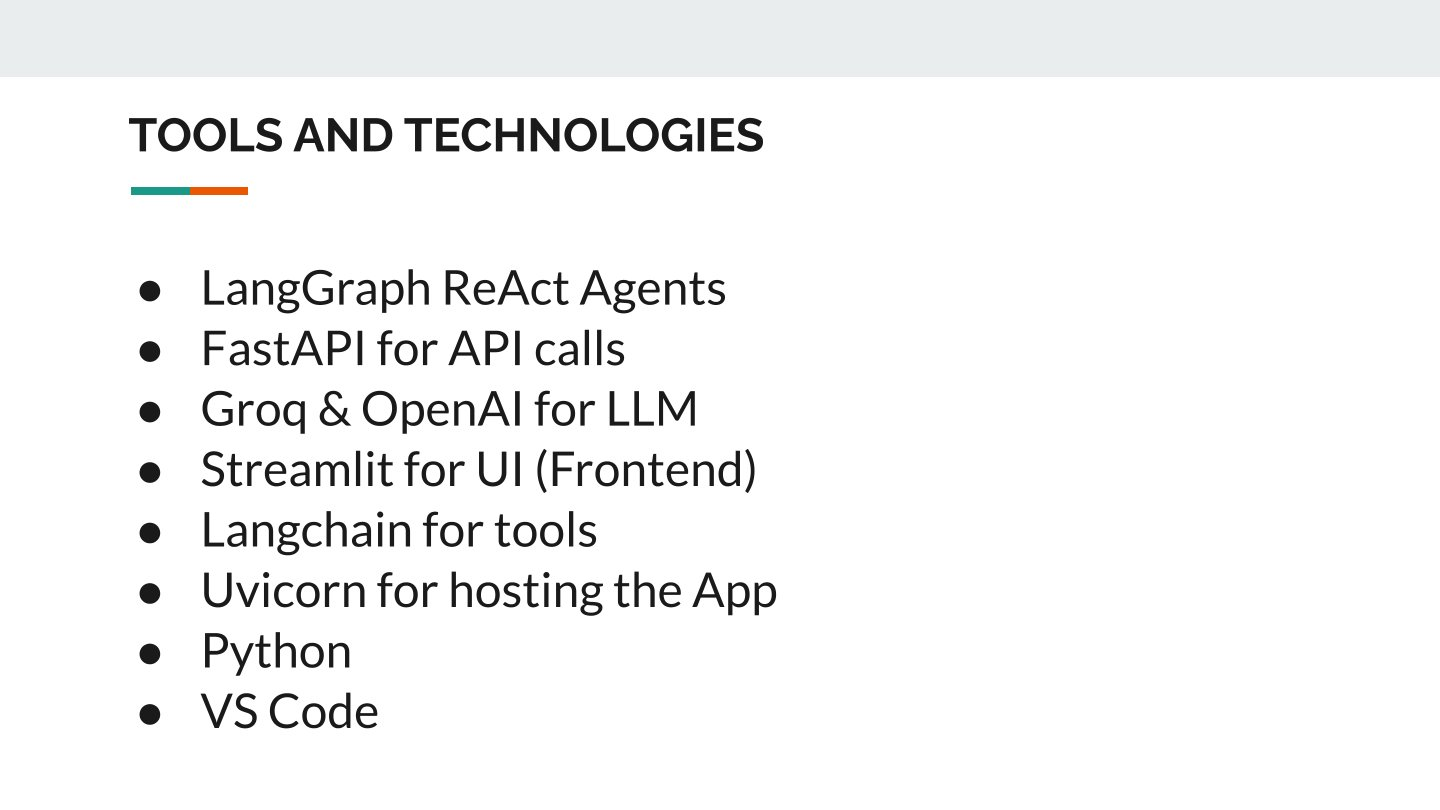 TOOLS AND TECHNOLOGIES
● LangGraph ReAct Agents
● FastAPI for API calls
● Groq & OpenAI for LLM
● Streamlit for UI (Frontend)
● Langchain for tools
● Uvicorn for hosting the App
● Python
● VS Code